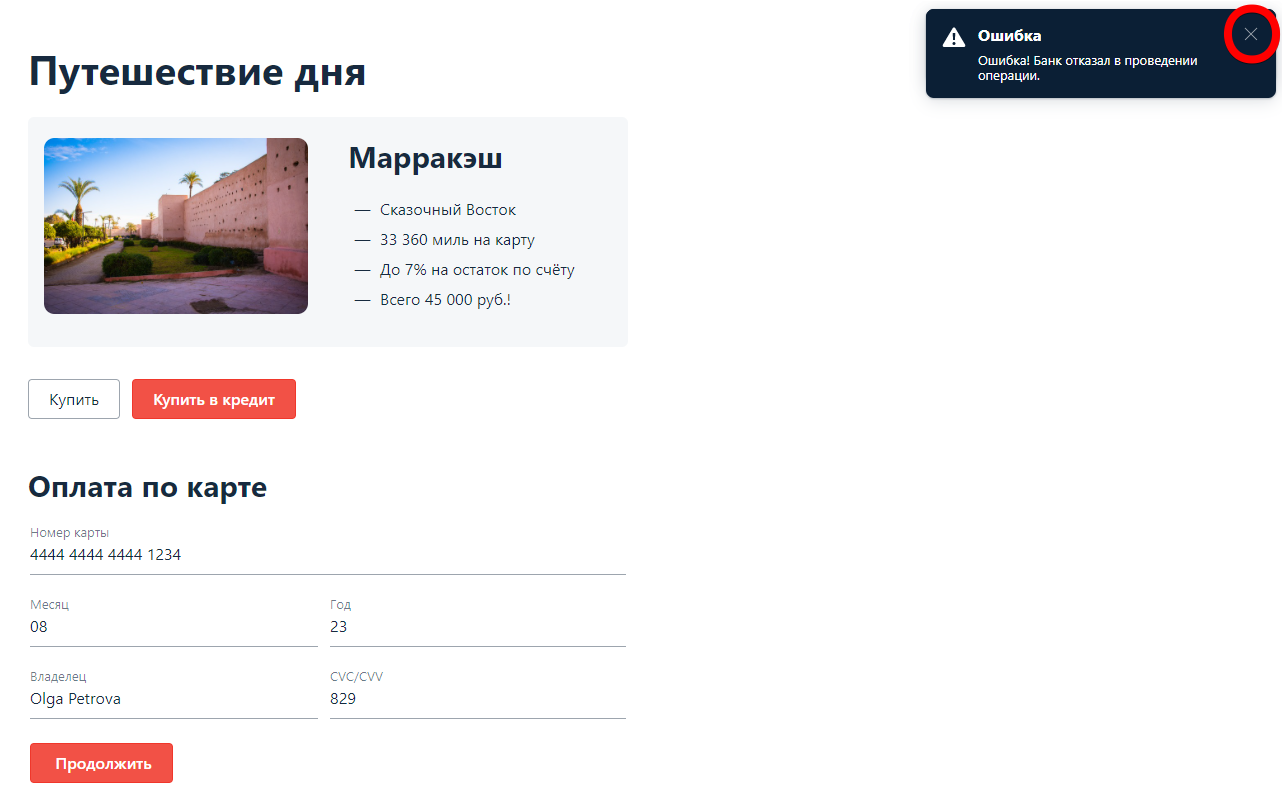 Путешествие дня
Марракэш
— Сказочный Восток
— 33 360 миль на карту
— До 7% на остаток по счёту
— Всего 45 000 руб.!
Купить
Купить в кредит
Оплата по карте
Номер карты
4444 4444 4444 1234
Месяц
08
Год
23
Владелец
Olga Petrova
CVC/CVV
829
Продолжить
Ошибка
Ошибка! Банк отказал в проведении
операции.